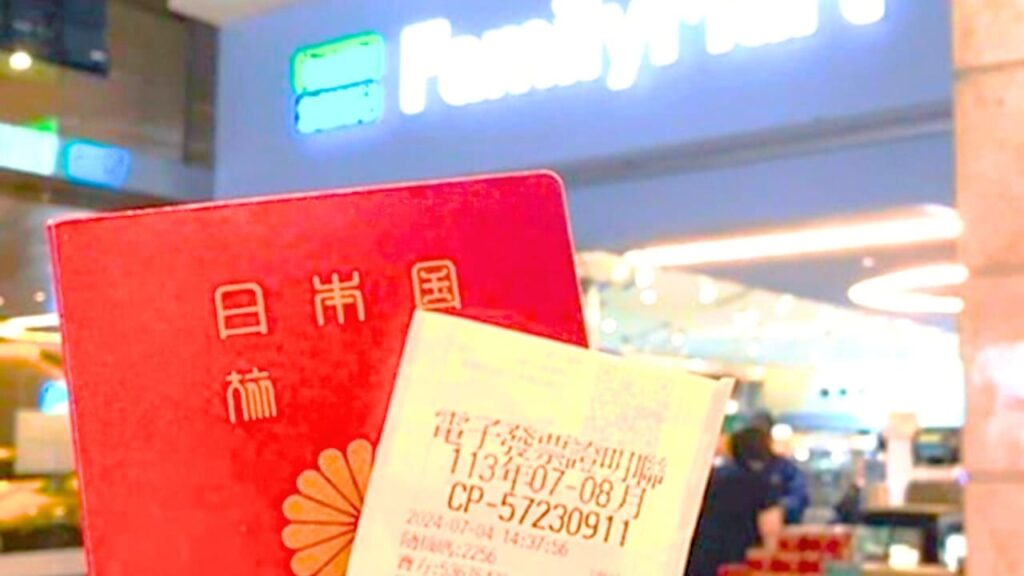 FamilyMart
日本国
旅
電子發票證明聯
113年07-08月
CP-57230911
2024-07-04 14:37:56
隨機碼:2256